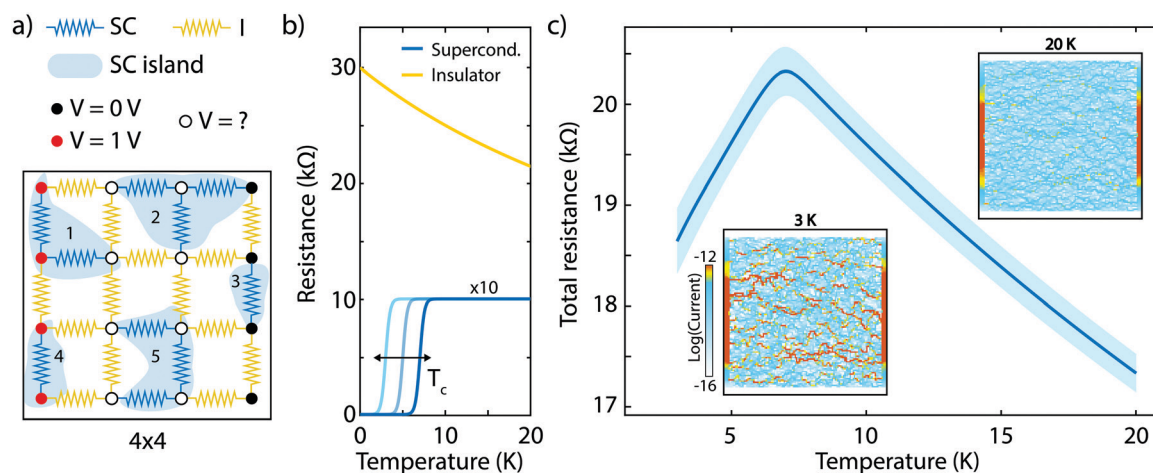 a)
SC
I
SC island
V = 0 V
V = 1 V
V = ?
1
2
3
4
5
4x4
b)
Supercond.
Insulator
30
20
10
0
Resistance (kΩ)
x10
Tc
0
10
20
Temperature (K)
c)
20
19
18
17
Total resistance (kΩ)
20 K
3 K
-12
-16
Log(Current)
5
10
15
20
Temperature (K)